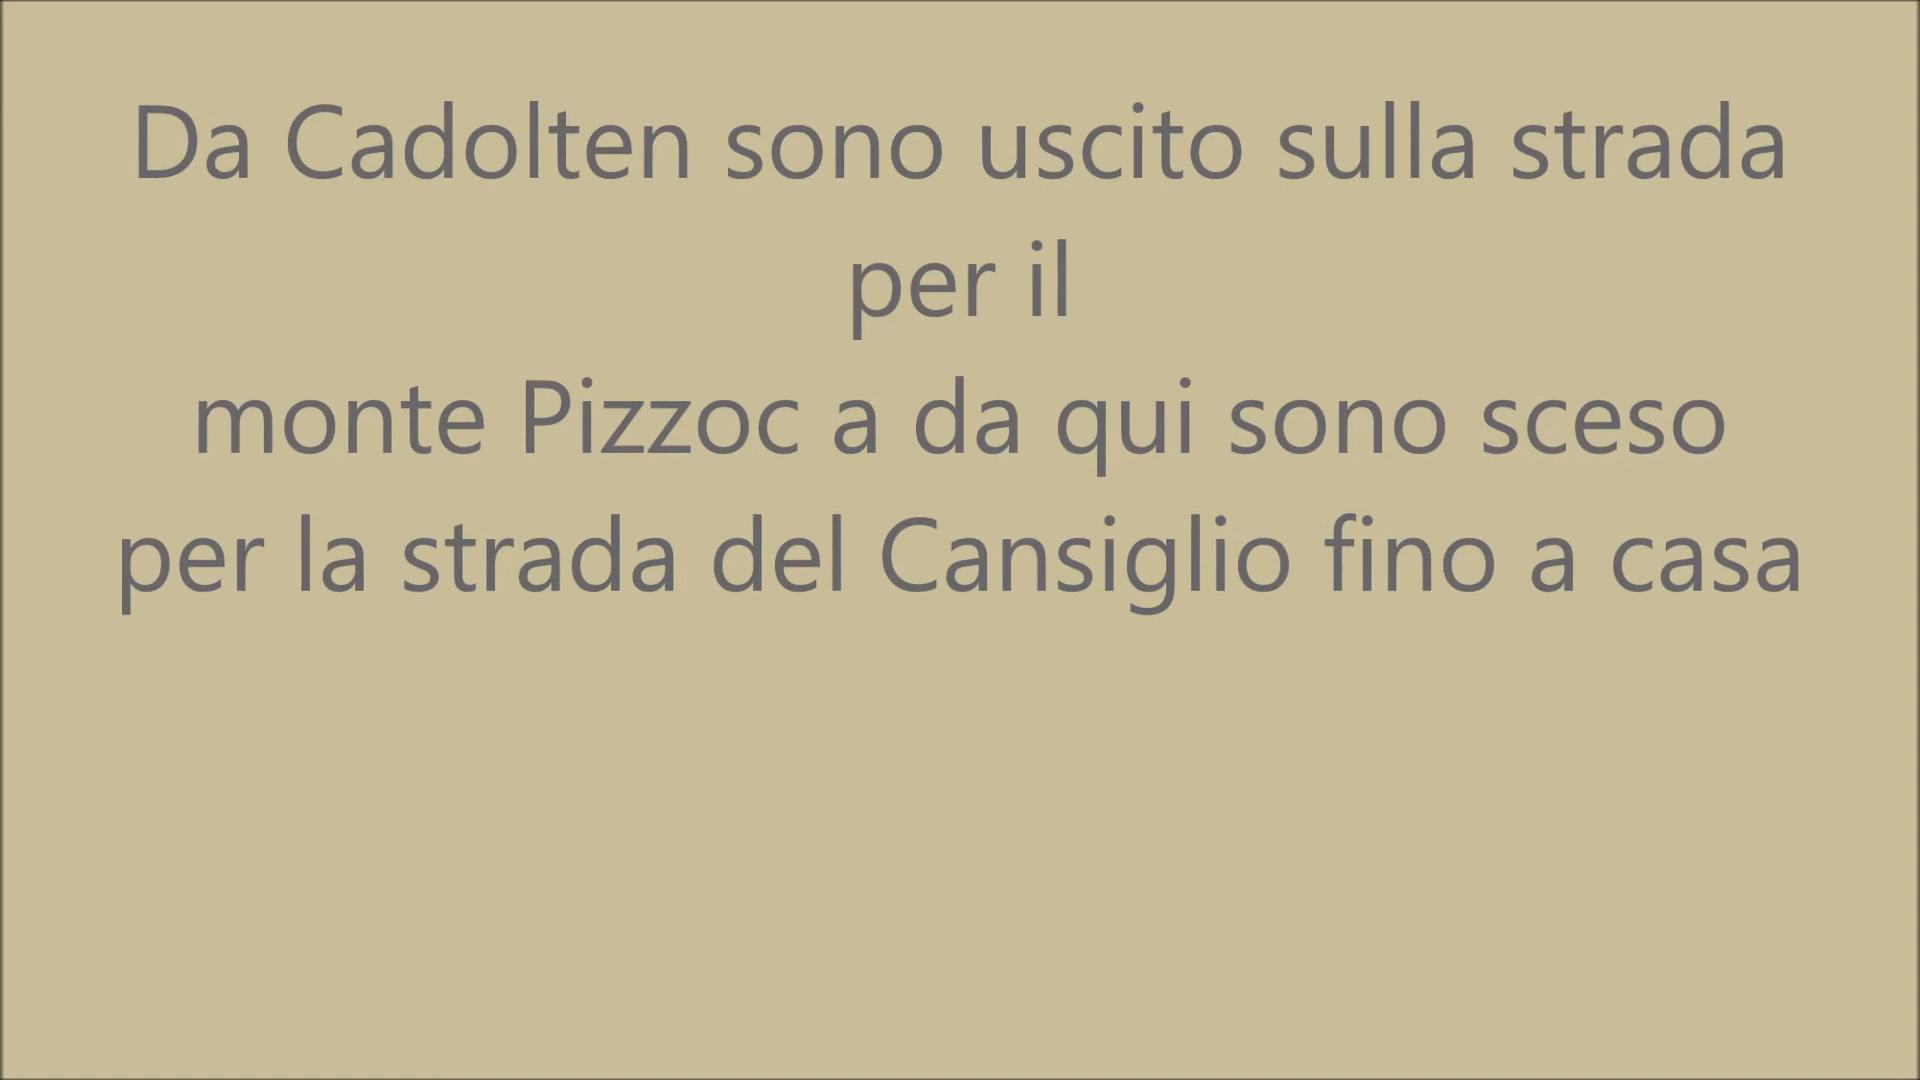 Da Cadolten sono uscito sulla strada
per il
monte Pizzoc a da qui sono sceso
per la strada del Cansiglio fino a casa